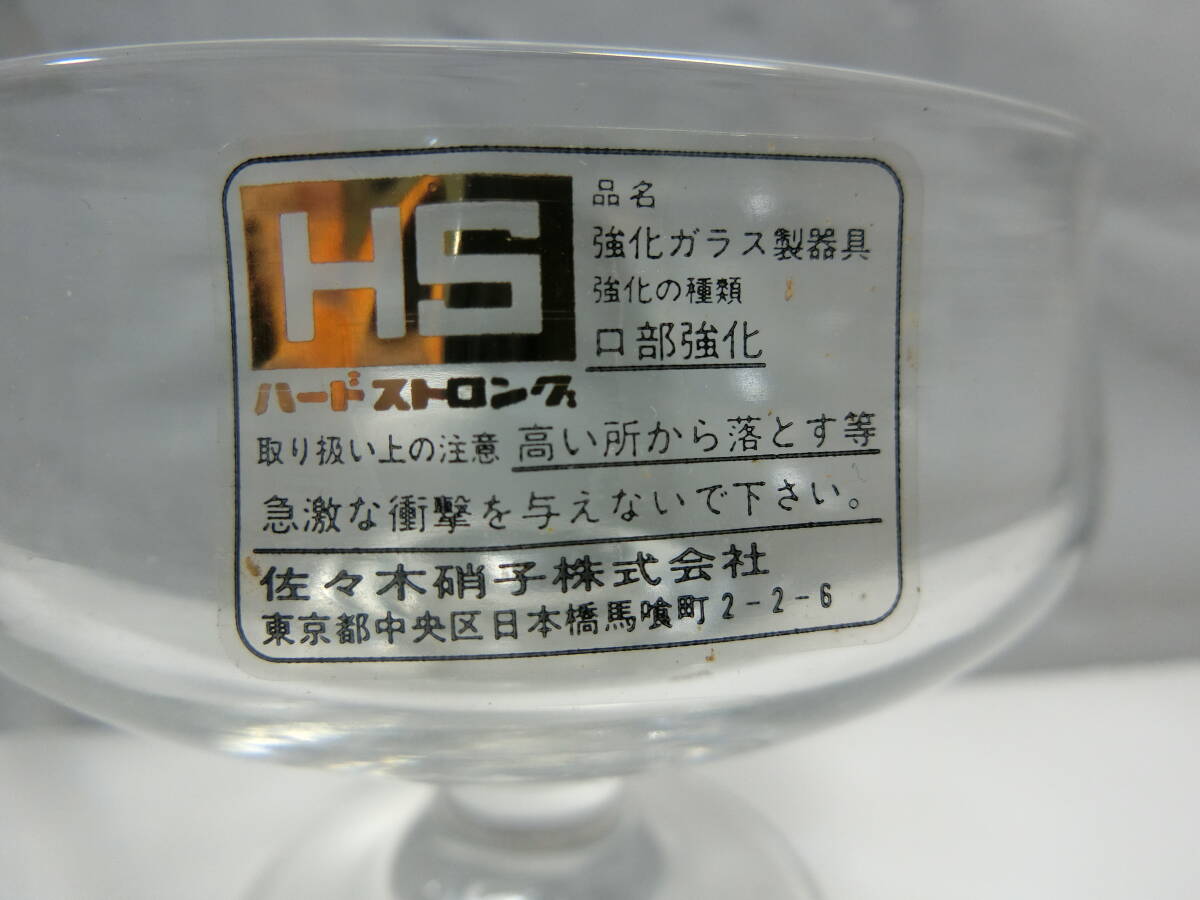 HS
ハードストロング
品名
強化ガラス製器具
強化の種類
口部強化
取り扱い上の注意 高い所から落とす等
急激な衝撃を与えないで下さい。
佐々木硝子株式会社
東京都中央区日本橋馬喰町2-2-6